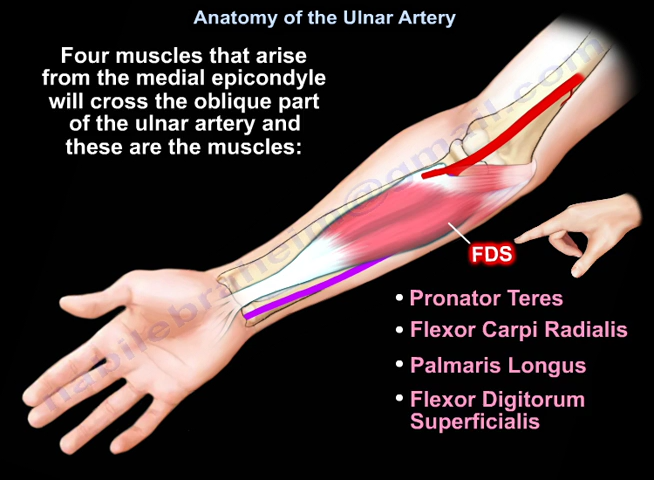 Anatomy of the Ulnar Artery
Four muscles that arise
from the medial epicondyle
will cross the oblique part
of the ulnar artery and
these are the muscles:
FDS
• Pronator Teres
• Flexor Carpi Radialis
• Palmaris Longus
• Flexor Digitorum
Superficialis